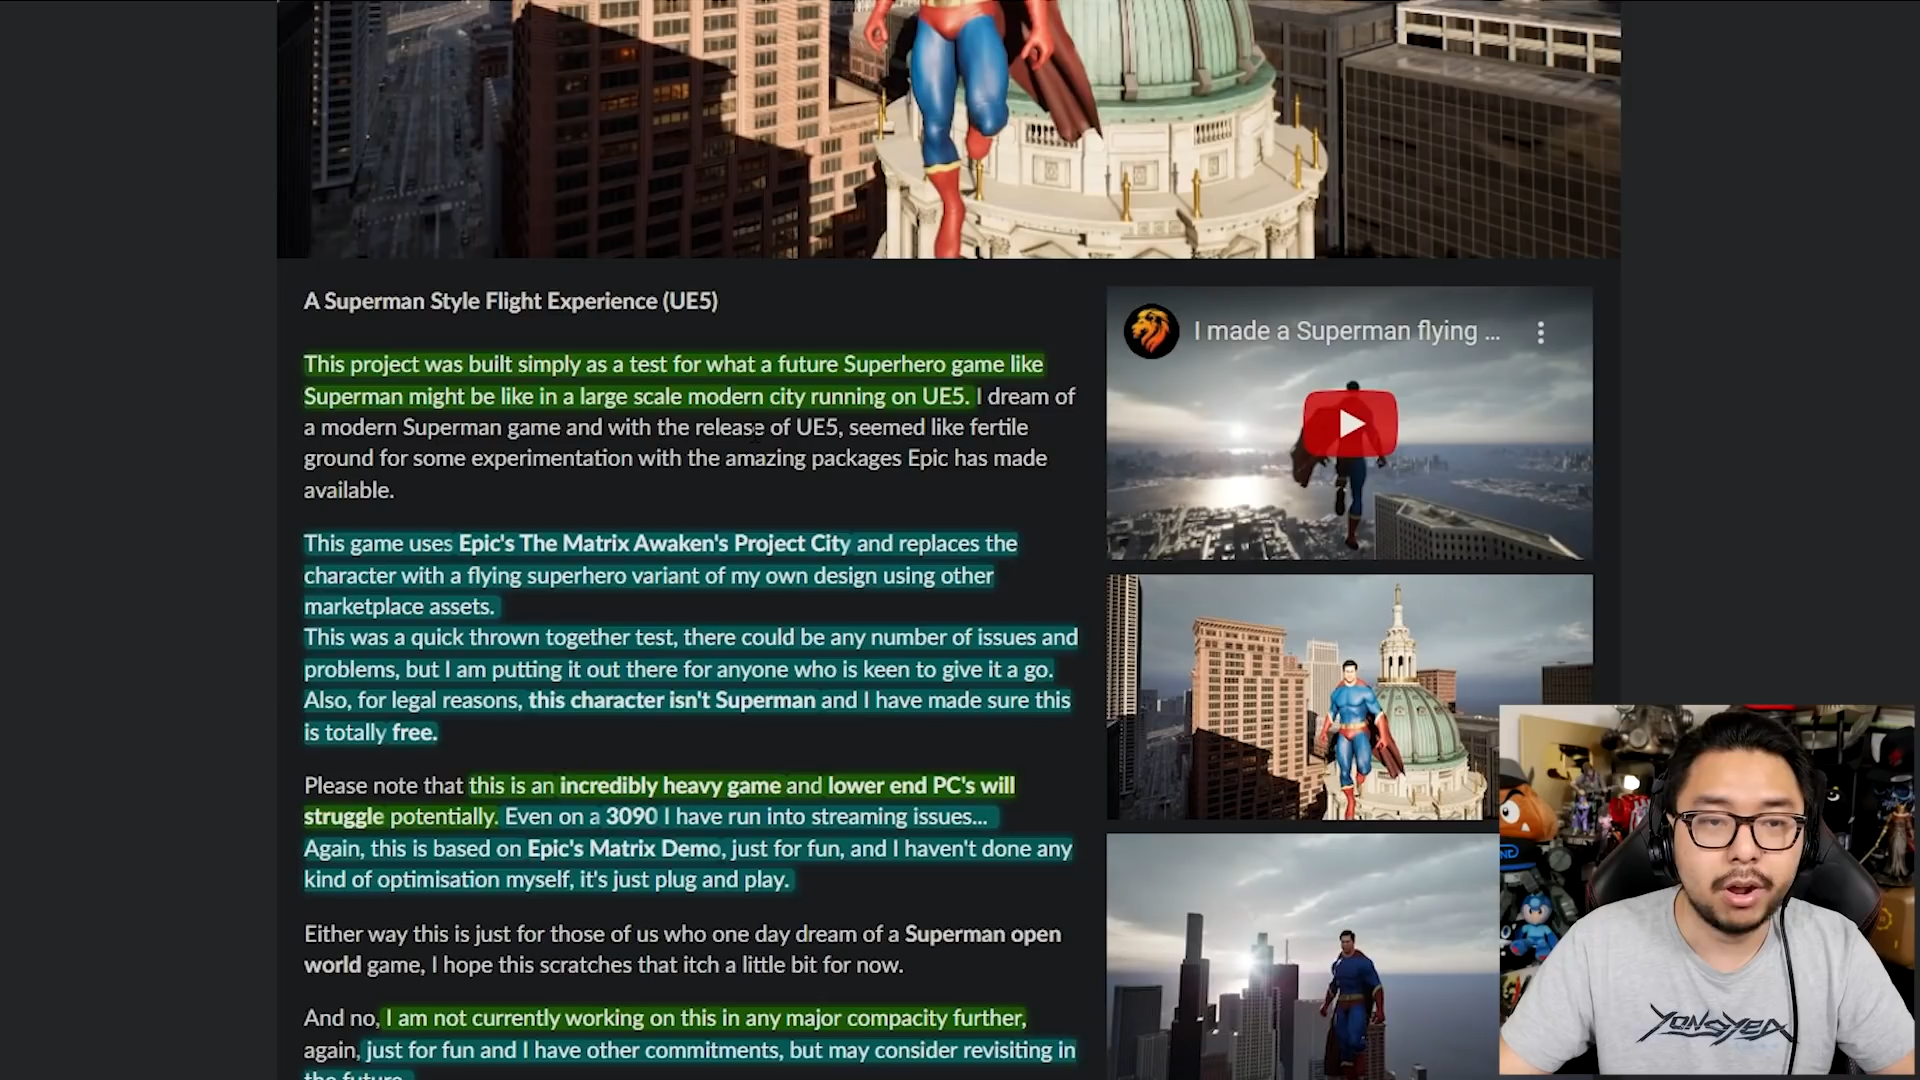 A Superman Style Flight Experience (UE5)
This project was built simply as a test for what a future Superhero game like
Superman might be like in a large scale modern city running on UE5. I dream of
a modern Superman game and with the release of UE5, seemed like fertile
ground for some experimentation with the amazing packages Epic has made
available.
This game uses Epic's The Matrix Awaken's Project City and replaces the
character with a flying superhero variant of my own design using other
marketplace assets.
This was a quick thrown together test, there could be any number of issues and
problems, but I am putting it out there for anyone who is keen to give it a go.
Also, for legal reasons, this character isn't Superman and I have made sure this
is totally free.
Please note that this is an incredibly heavy game and lower end PC's will
struggle potentially. Even on a 3090 I have run into streaming issues...
Again, this is based on Epic's Matrix Demo, just for fun, and I haven't done any
kind of optimisation myself, it's just plug and play.
Either way this is just for those of us who one day dream of a Superman open
world game, I hope this scratches that itch a little bit for now.
And no, I am not currently working on this in any major compacity further,
again, just for fun and I have other commitments, but may consider revisiting in
the future.
I made a Superman flying ...
YONGYEA